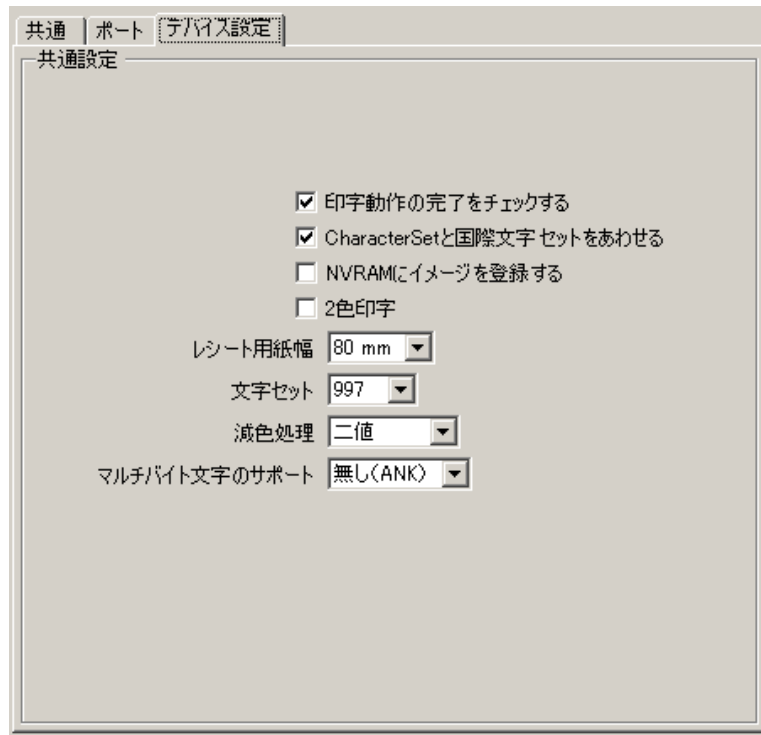 共通 ポート デバイス設定
共通設定
印字動作の完了をチェックする
CharacterSetと国際文字セットをあわせる
NVRAMにイメージを登録する
2色印字
レシート用紙幅 80 mm
文字セット 997
減色処理 二値
マルチバイト文字のサポート 無し(ANK)